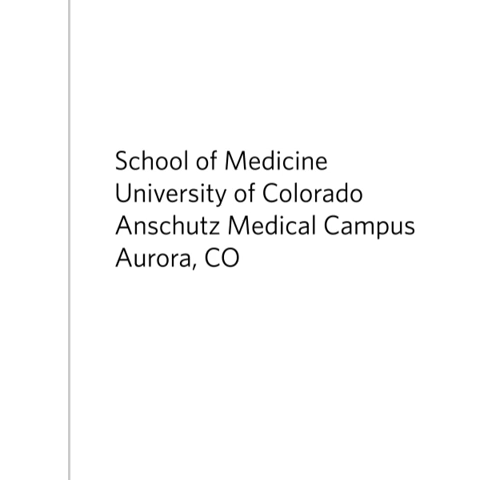 School of Medicine
University of Colorado
Anschutz Medical Campus
Aurora, CO